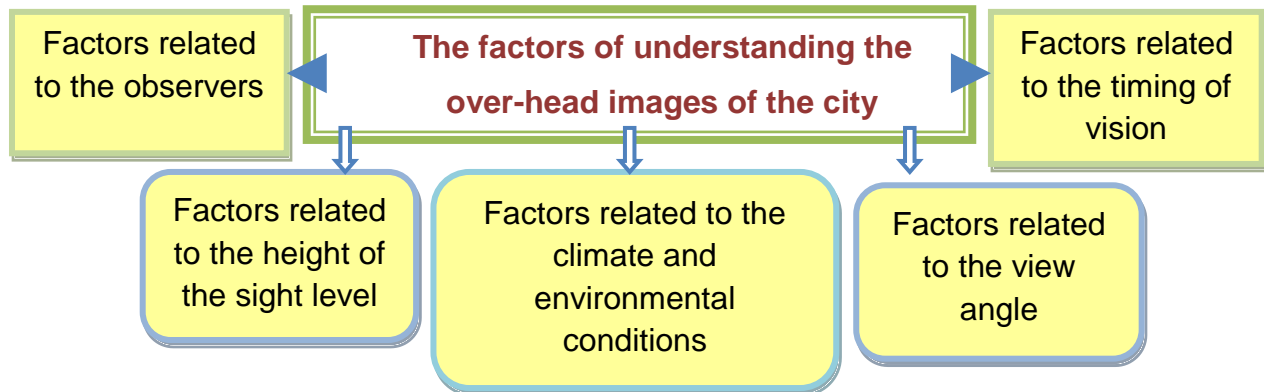 Factors related
to the observers
The factors of understanding the
over-head images of the city
Factors related
to the timing of
vision
Factors related
to the height of
the sight level
Factors related to the
climate and
environmental
conditions
Factors related
to the view
angle